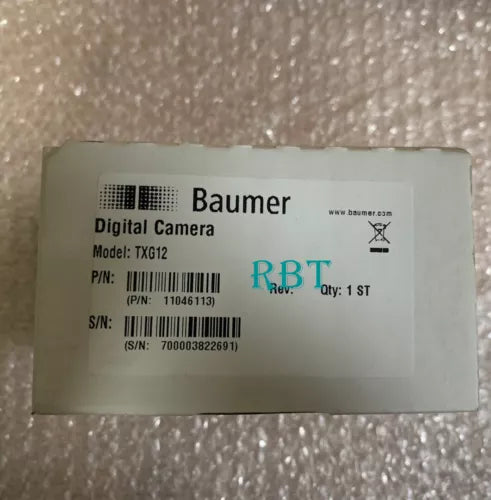 Baumer
www.baumer.com
Digital Camera
Model: TXG12
P/N:
(P/N: 11046113)
RBT
Rev:
Qty: 1 ST
S/N:
(S/N: 700003822691)